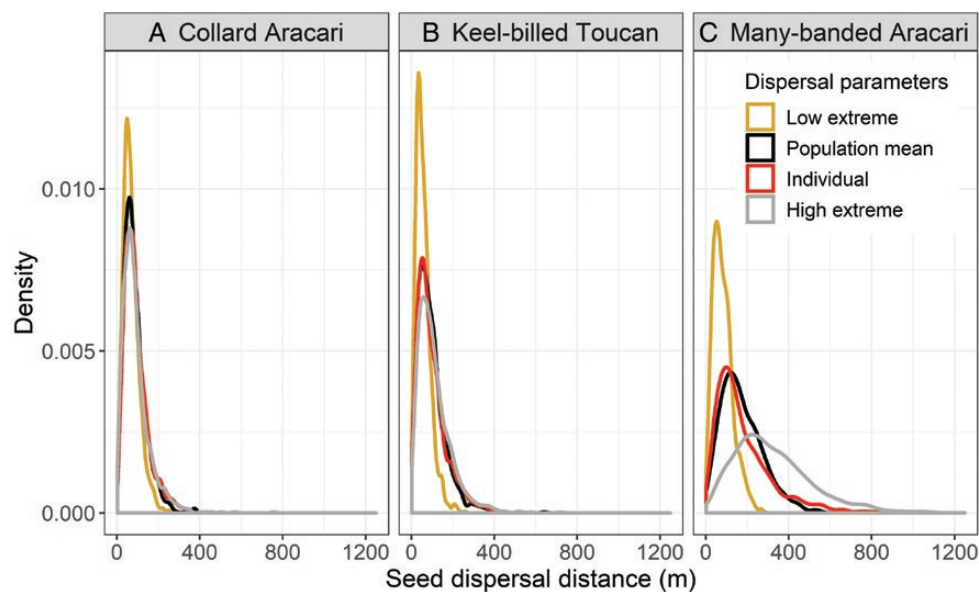 A Collard Aracari
B Keel-billed Toucan
C Many-banded Aracari
Dispersal parameters
Low extreme
Population mean
Individual
High extreme
Density
0.010
0.005
0.000
0 400 800 1200
0 400 800 1200
0 400 800 1200
Seed dispersal distance (m)